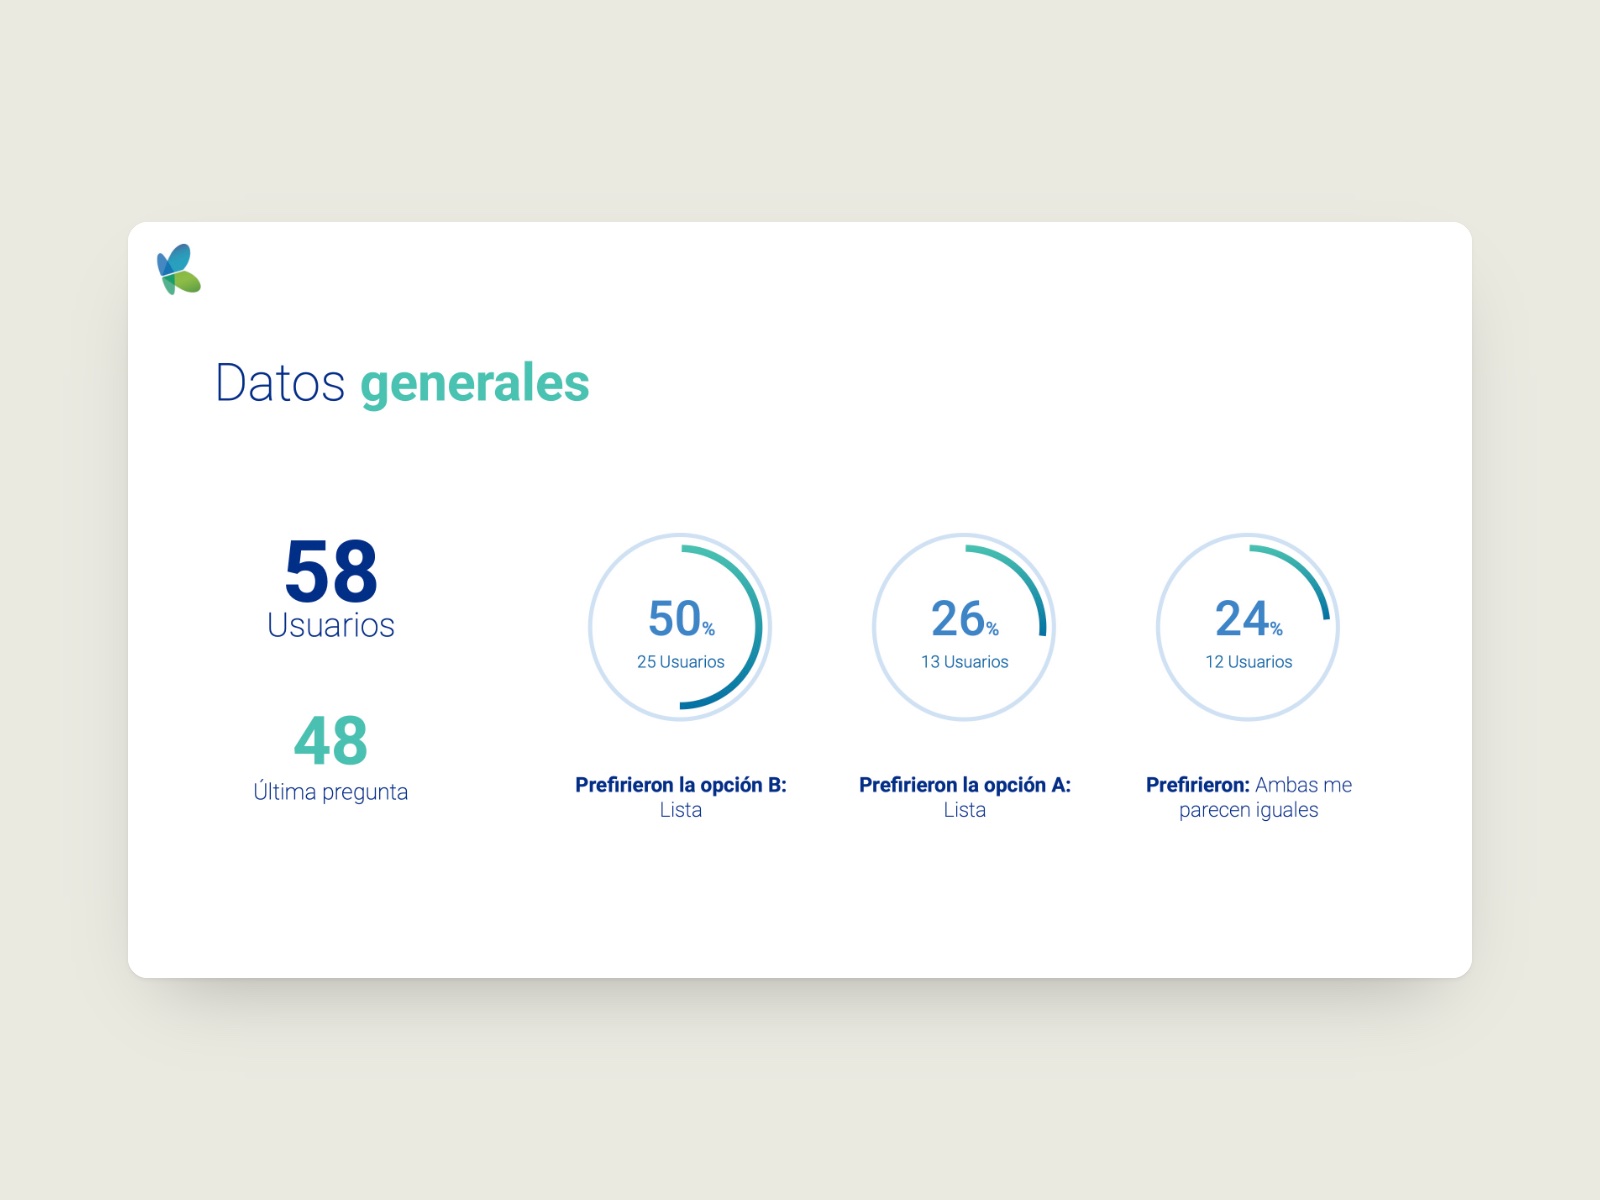 Datos generales
58
Usuarios
48
Última pregunta
50%
25 Usuarios
Prefirieron la opción B:
Lista
26%
13 Usuarios
Prefirieron la opción A:
Lista
24%
12 Usuarios
Prefirieron: Ambas me
parecen iguales